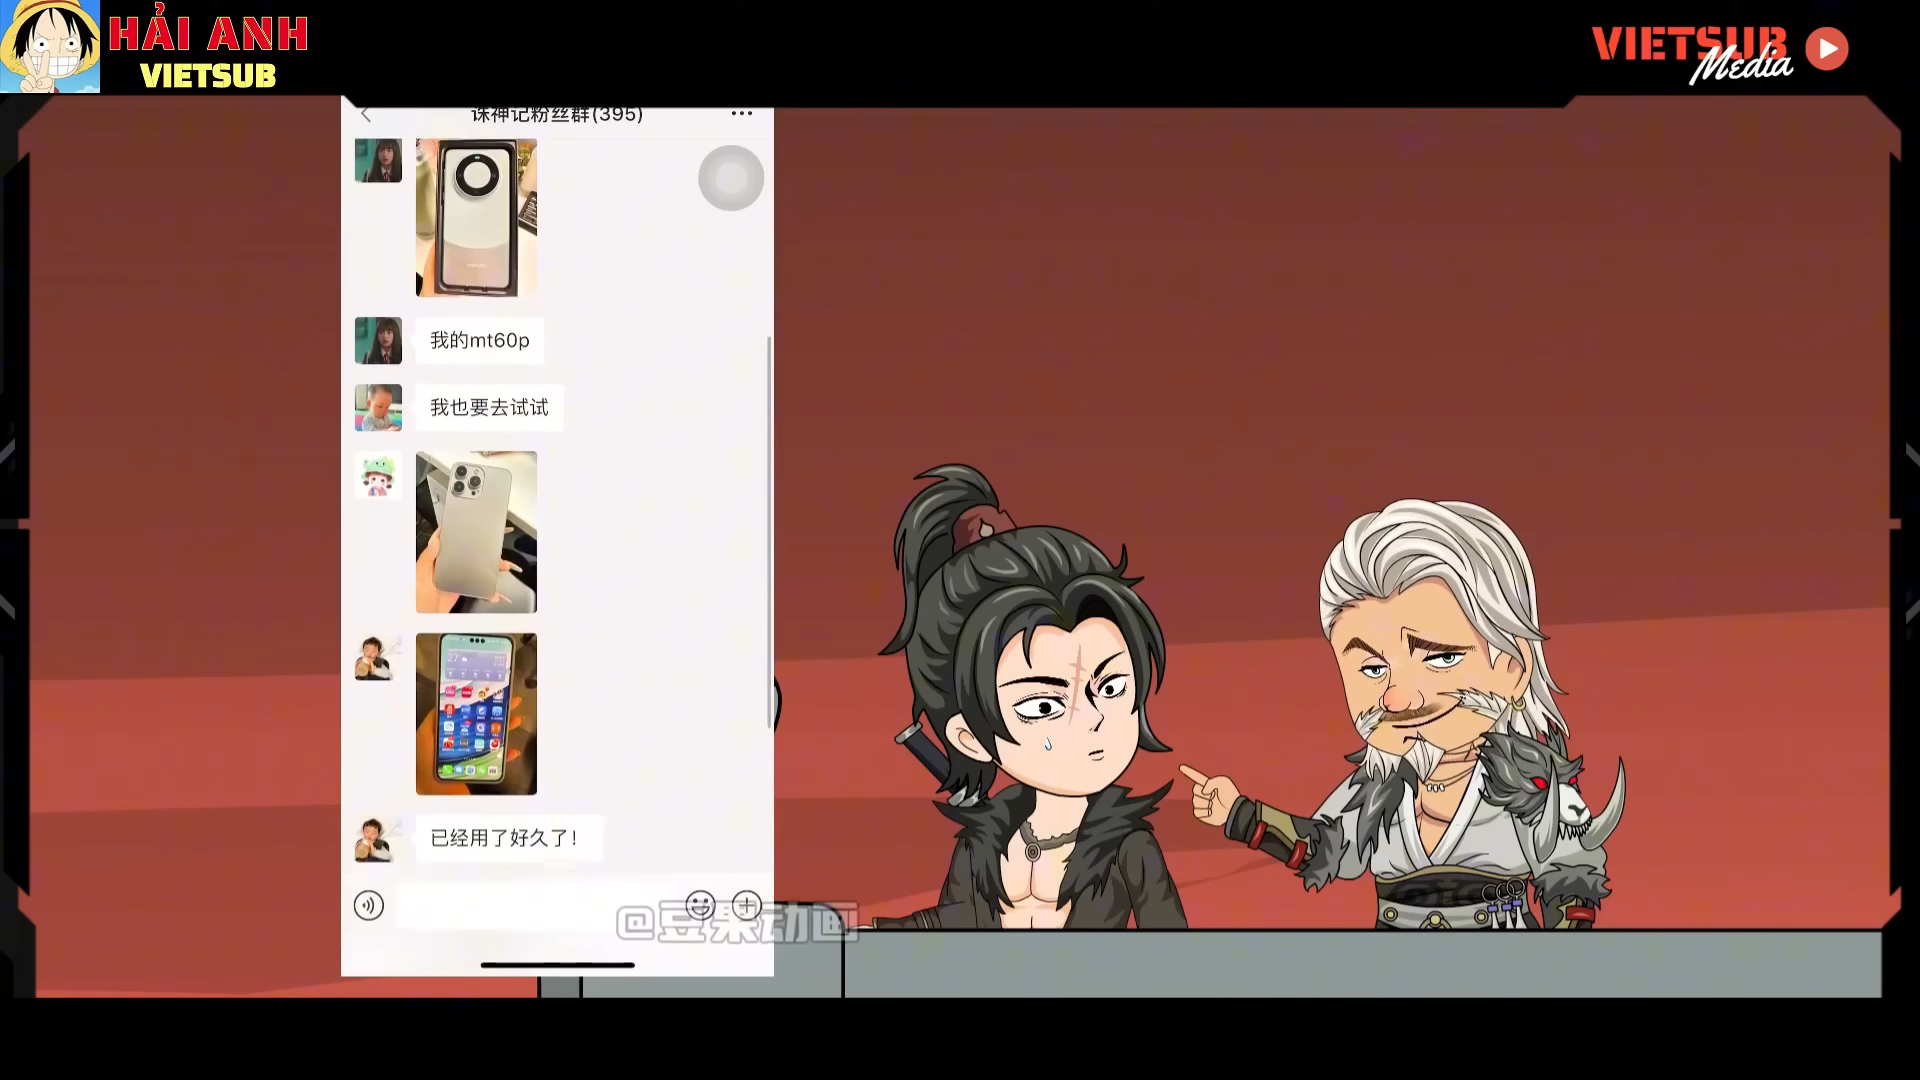 HẢI ANH
VIETSUB
VIETSUB
Media
诛神记粉丝群(395)
我的mt60p
我也要去试试
27
已经用了好久了!
@豆果动画